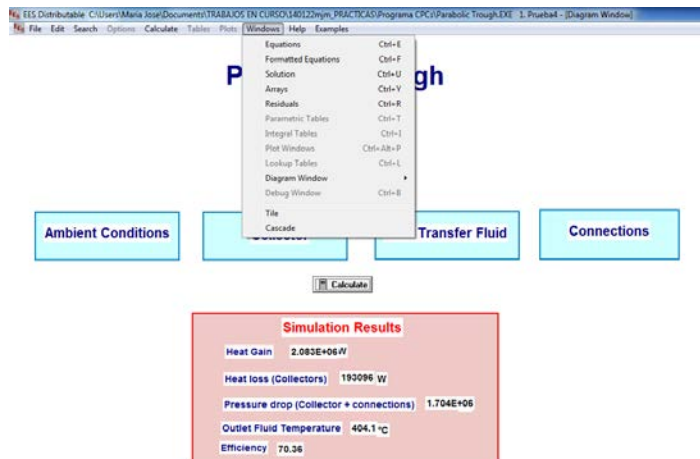 EES Distributable C:\Users\Maria Jose\Documents\TRABAJOS EN CURSO\140122mjm_PRACTICAS\Programa CPCs\Parabolic Trough.EXE 1. Prueba4 - [Diagram Window]
File Edit Search Options Calculate Tables Plots Windows Help Examples
Equations Ctrl+E
Formatted Equations Ctrl+F
Solution Ctrl+U
Arrays Ctrl+Y
Residuals Ctrl+R
Parametric Tables Ctrl+T
Integral Tables Ctrl+I
Plot Windows Ctrl+Alt+P
Lookup Tables Ctrl+L
Diagram Window
Debug Window Ctrl+B
Tile
Cascade
P gh
Ambient Conditions
Transfer Fluid
Connections
Calculate
Simulation Results
Heat Gain 2.083E+06 W
Heat loss (Collectors) 193096 W
Pressure drop (Collector + connections) 1.704E+06
Outlet Fluid Temperature 404.1 °C
Efficiency 70.36